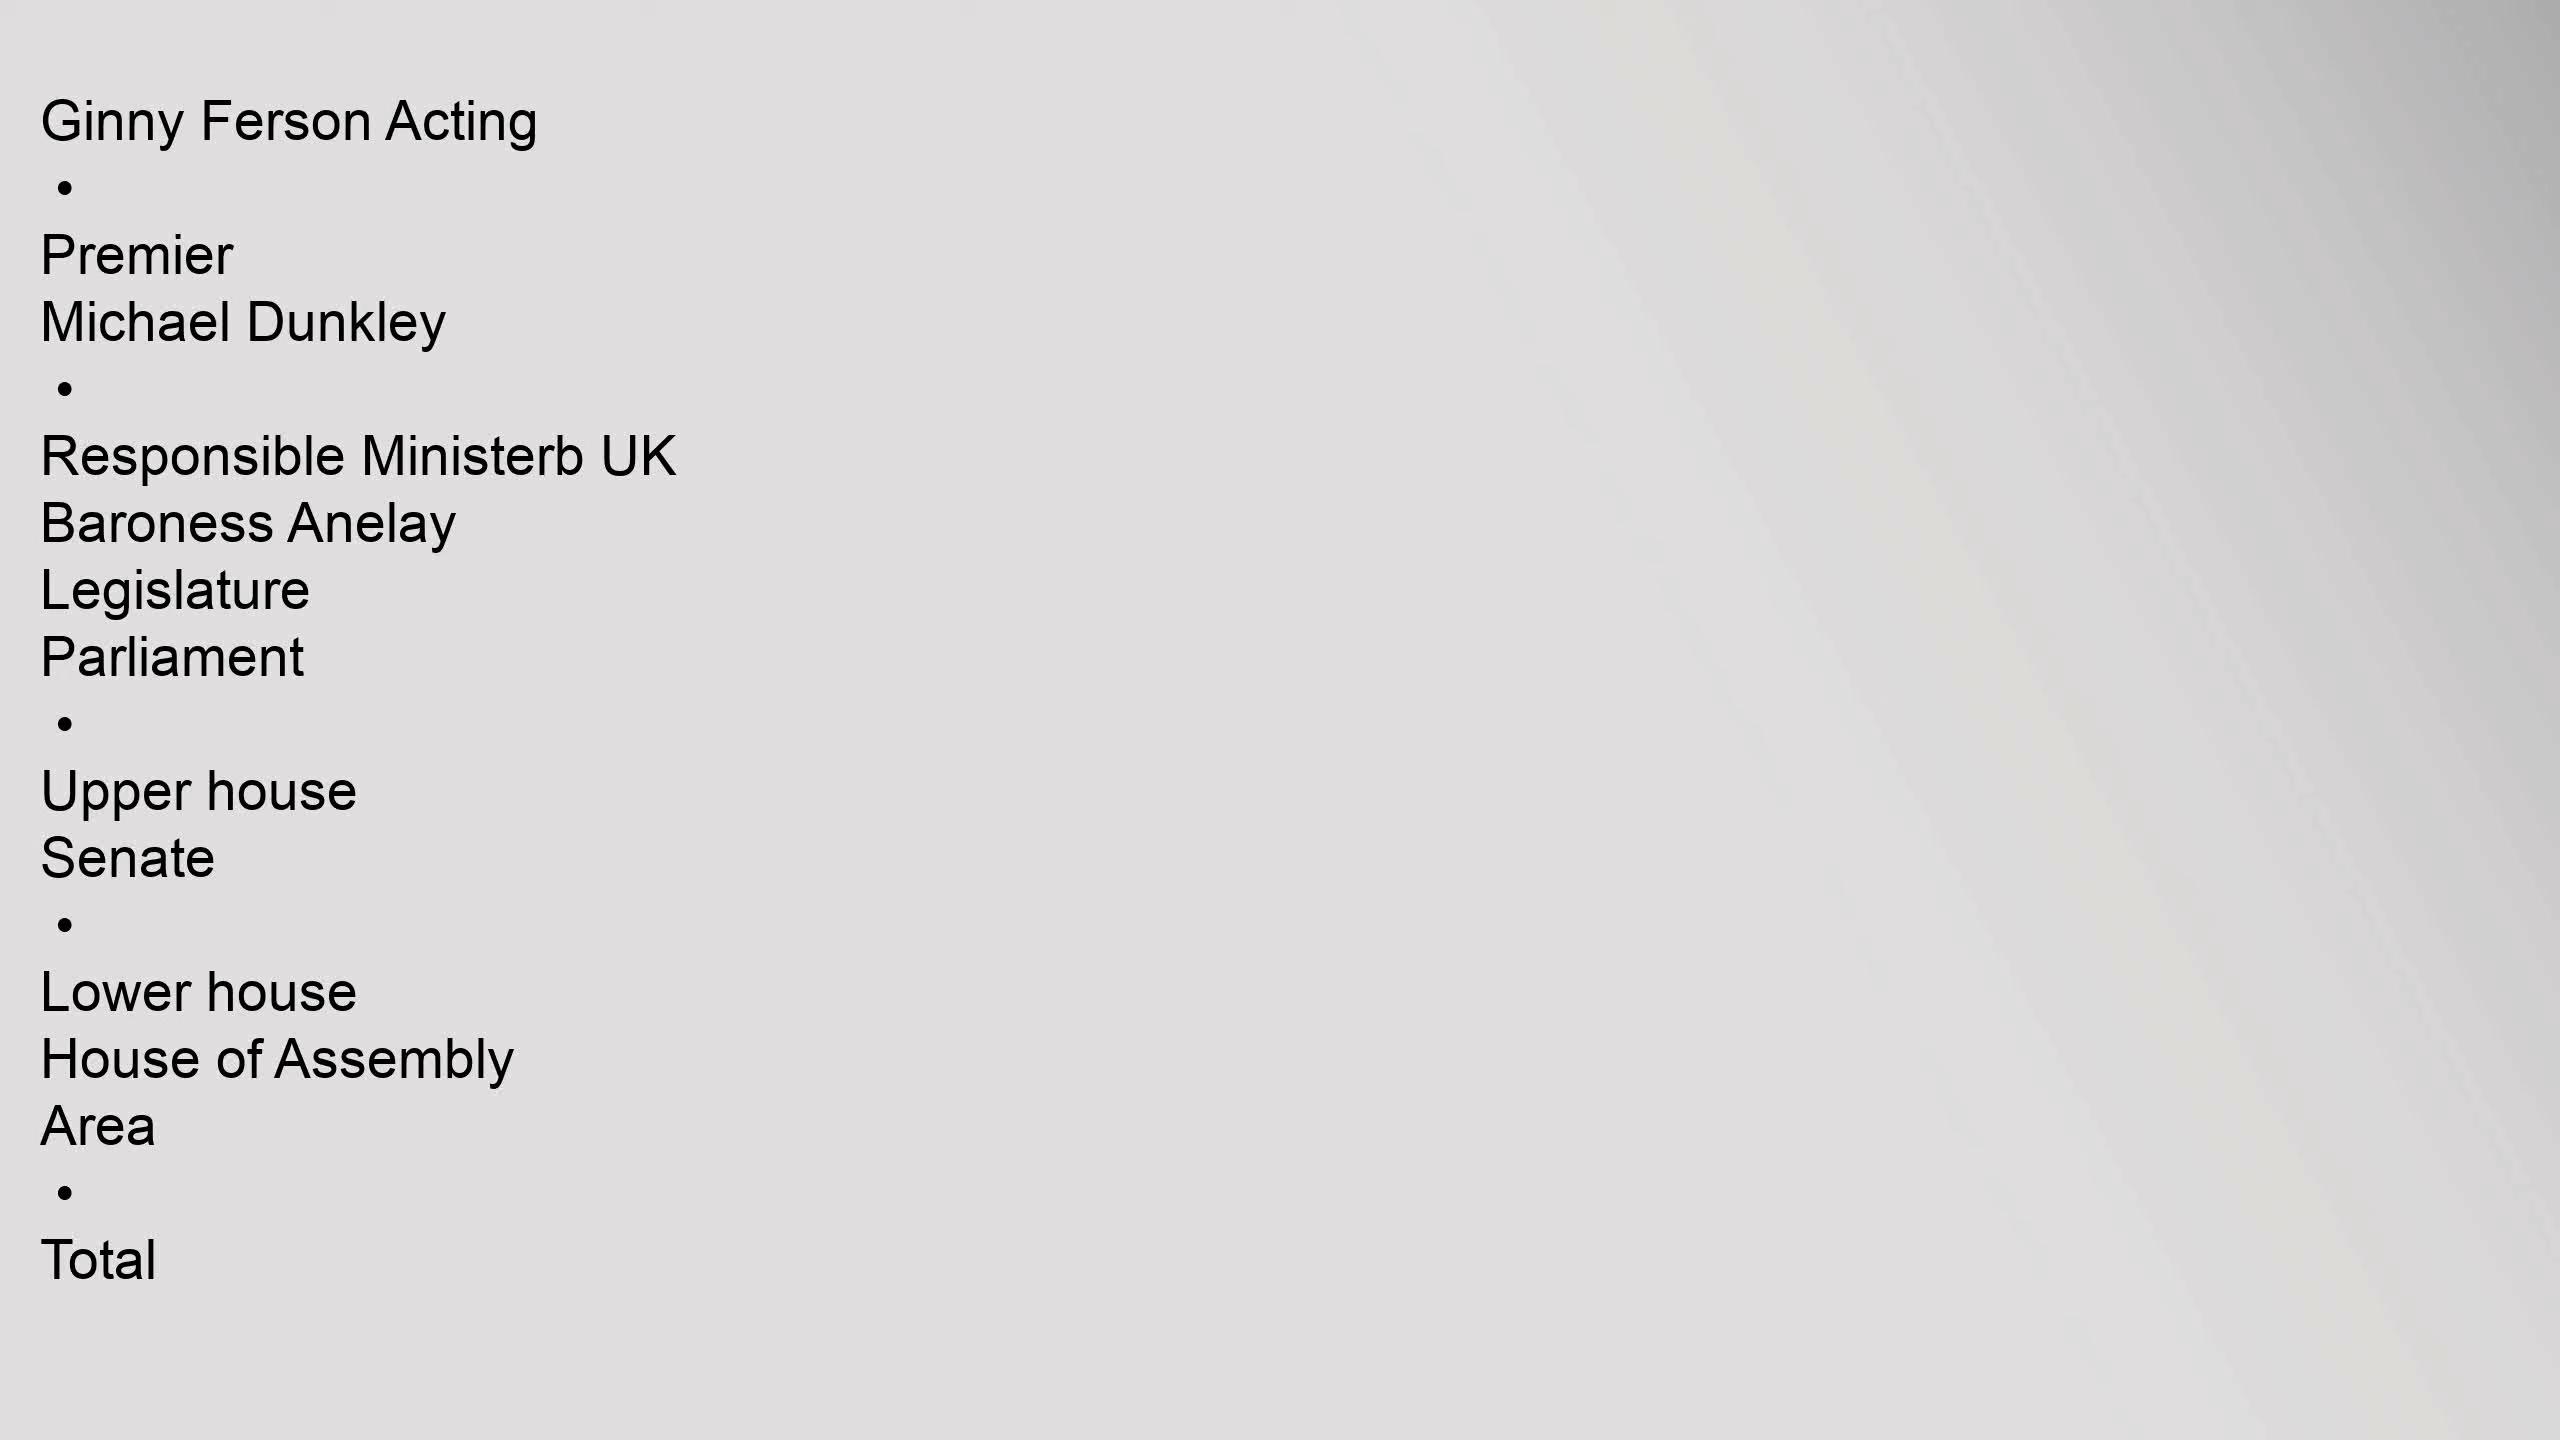 Ginny Ferson Acting
•
Premier
Michael Dunkley
•
Responsible Ministerb UK
Baroness Anelay
Legislature
Parliament
•
Upper house
Senate
•
Lower house
House of Assembly
Area
•
Total